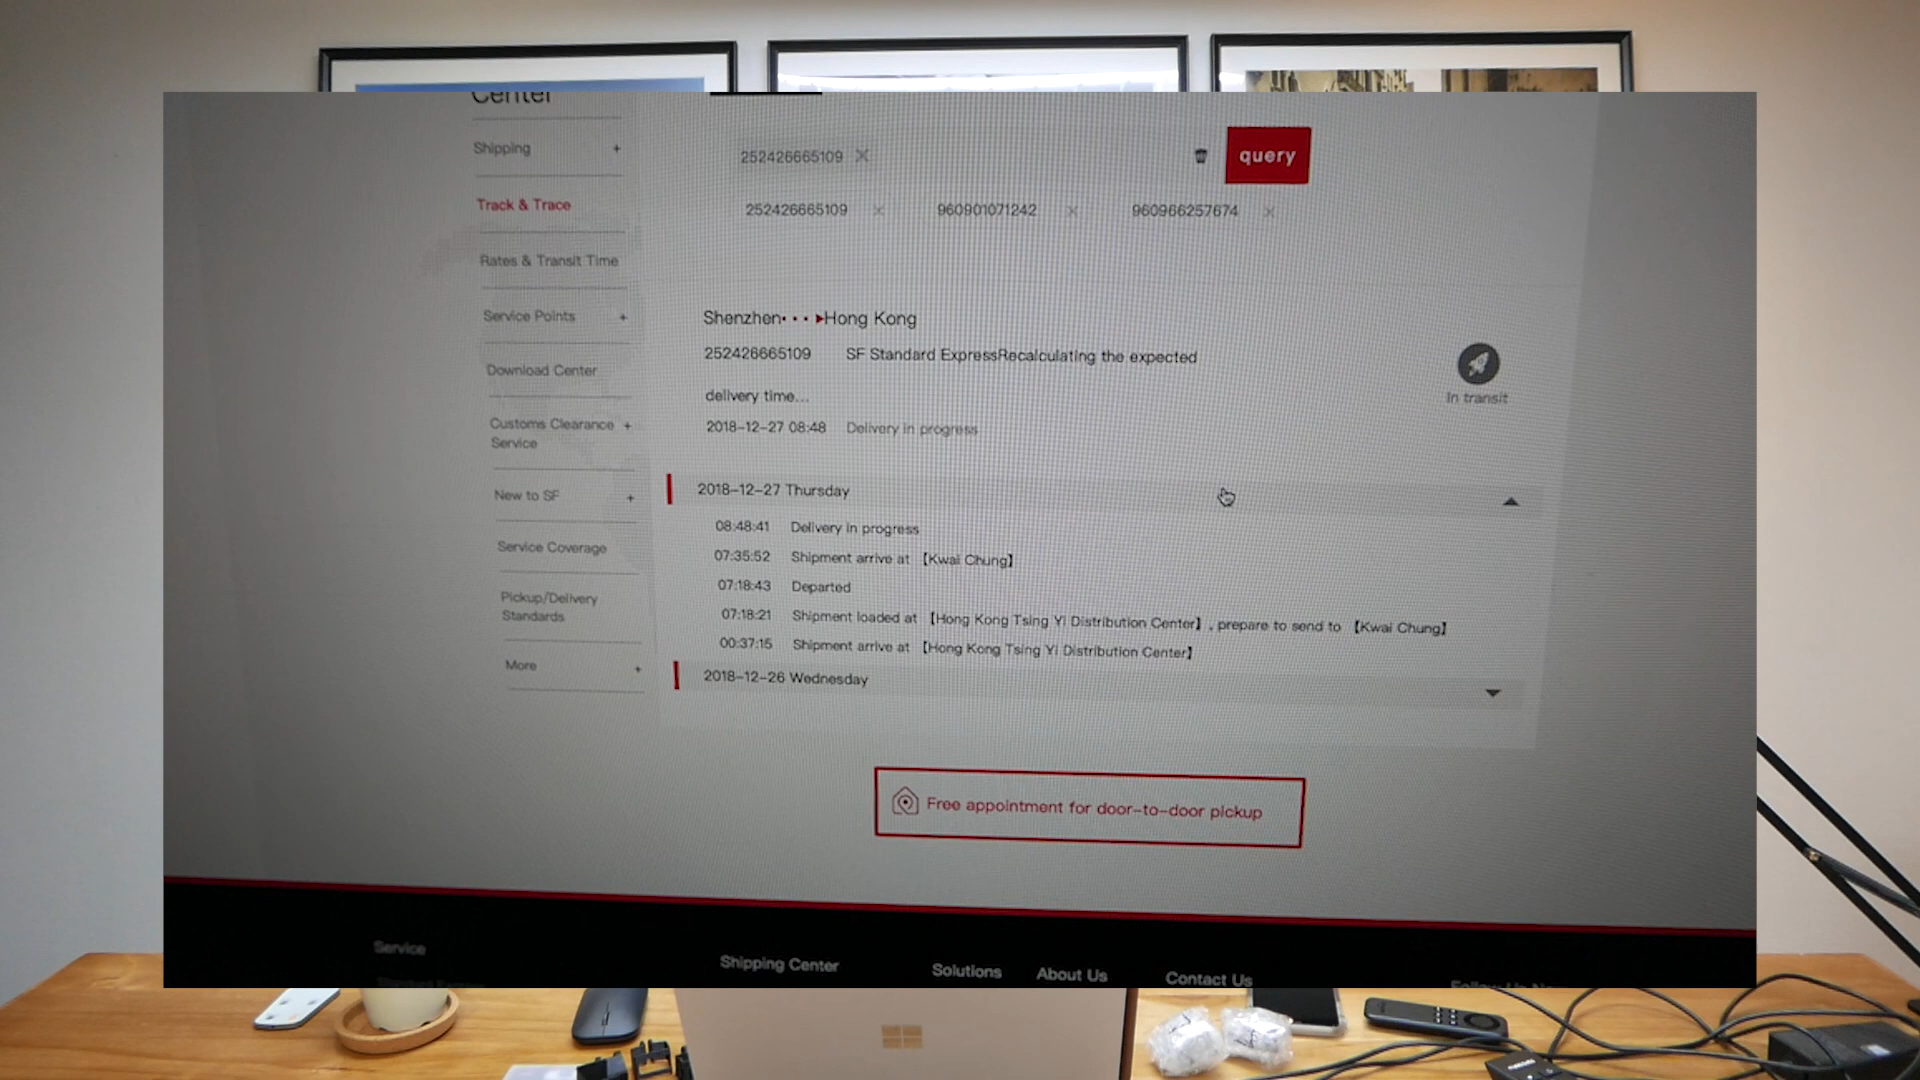 Center
Shipping +
252426665109 ×
query
Track & Trace
252426665109 × 960901071242 × 960966257674 ×
Rates & Transit Time
Service Points +
Shenzhen Hong Kong
252426665109 SF Standard ExpressRecalculating the expected
delivery time...
In transit
Download Center
2018-12-27 08:48 Delivery in progress
Customs Clearance +
Service
New to SF +
2018-12-27 Thursday
08:48:41 Delivery in progress
Service Coverage
07:35:52 Shipment arrive at 【Kwai Chung】
07:18:43 Departed
Pickup/Delivery
Standards
07:18:21 Shipment loaded at 【Hong Kong Tsing Yi Distribution Center】, prepare to send to 【Kwai Chung】
00:37:15 Shipment arrive at 【Hong Kong Tsing Yi Distribution Center】
More +
2018-12-26 Wednesday
Free appointment for door-to-door pickup
Service
Shipping Center
Solutions
About Us
Contact Us